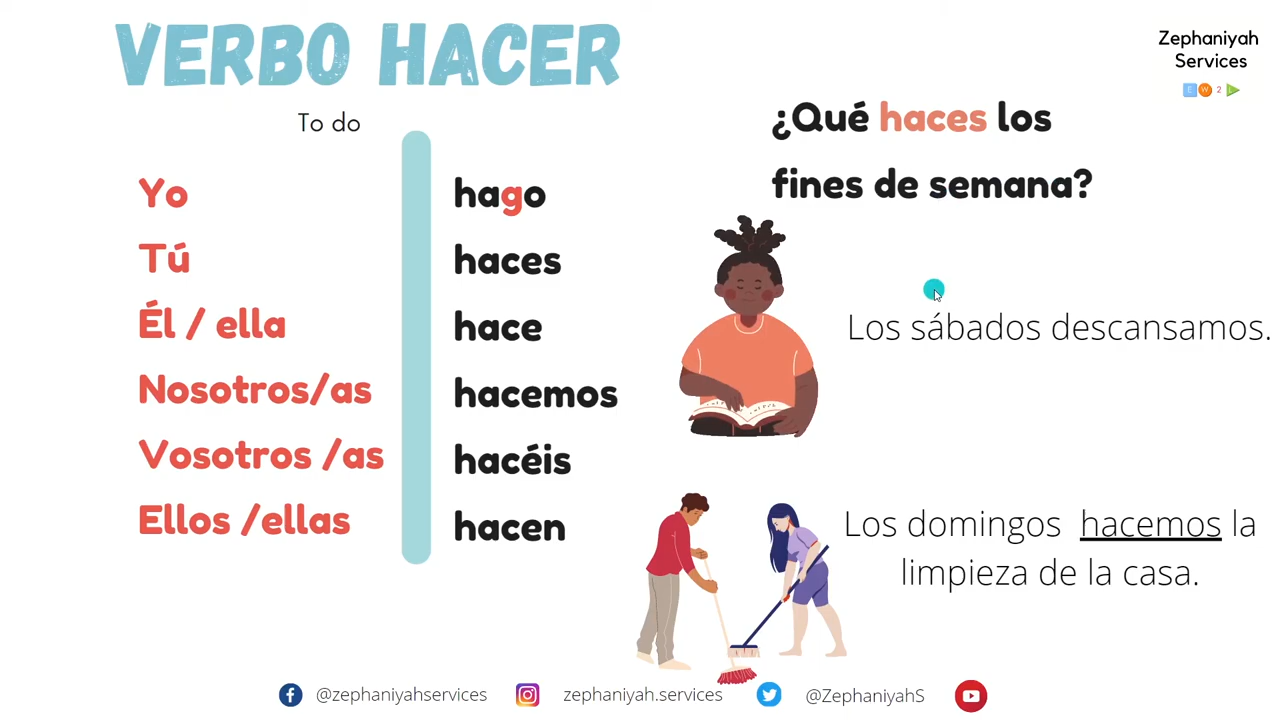 VERBO HACER
To do
Yo
hago
Tú
haces
Él / ella
hace
Nosotros/as
hacemos
Vosotros /as
hacéis
Ellos /ellas
hacen
Zephaniyah
Services
E W 2
¿Qué haces los
fines de semana?
Los sábados descansamos.
Los domingos hacemos la
limpieza de la casa.
@zephaniyahservices
zephaniyah.services
@ZephaniyahS